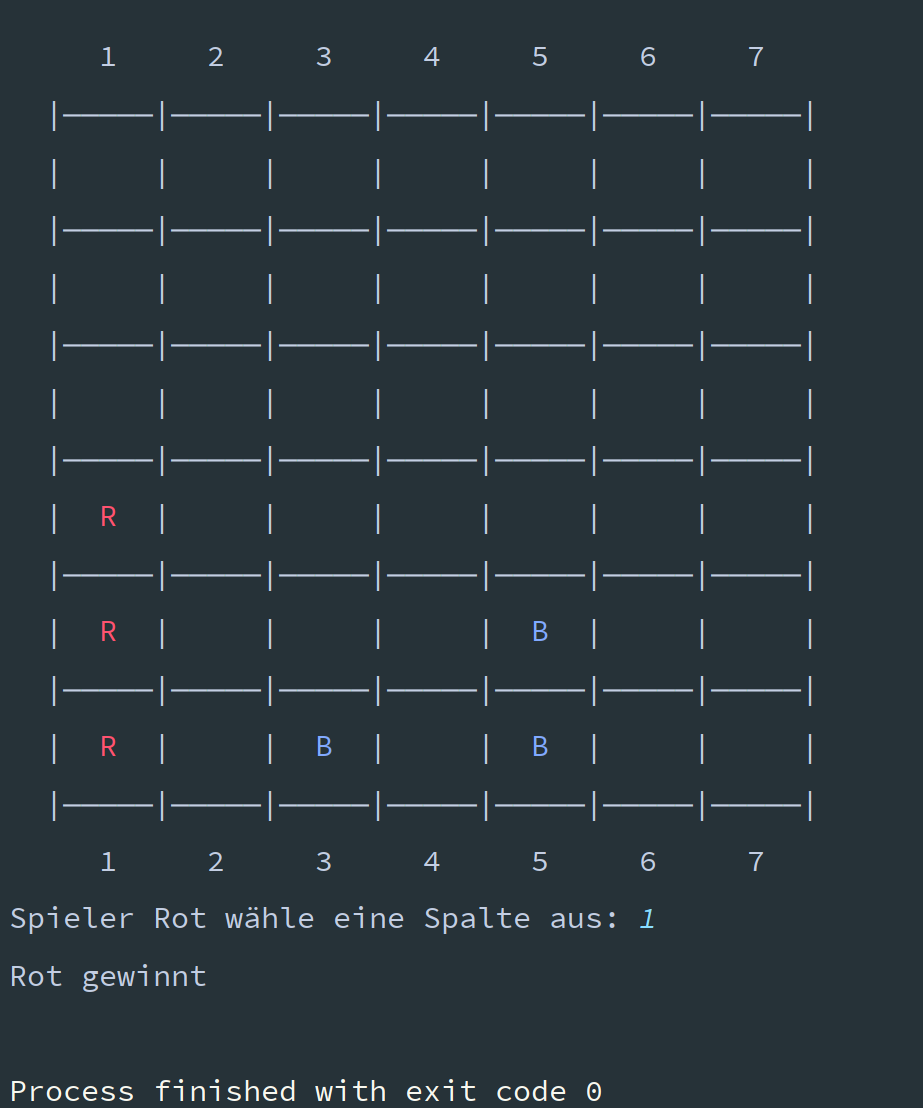 1 2 3 4 5 6 7
|—————|—————|—————|—————|—————|—————|—————|
|     |     |     |     |     |     |     |
|—————|—————|—————|—————|—————|—————|—————|
|     |     |     |     |     |     |     |
|—————|—————|—————|—————|—————|—————|—————|
|     |     |     |     |     |     |     |
|—————|—————|—————|—————|—————|—————|—————|
|  R  |     |     |     |     |     |     |
|—————|—————|—————|—————|—————|—————|—————|
|  R  |     |     |     |  B  |     |     |
|—————|—————|—————|—————|—————|—————|—————|
|  R  |     |  B  |     |  B  |     |     |
|—————|—————|—————|—————|—————|—————|—————|
1 2 3 4 5 6 7
Spieler Rot wähle eine Spalte aus: 1
Rot gewinnt
Process finished with exit code 0